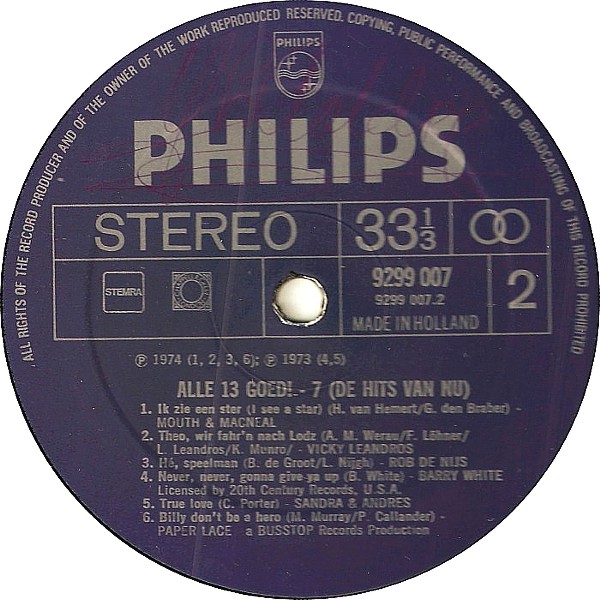 ALL RIGHTS OF THE RECORD PRODUCER AND OF THE OWNER OF THE WORK REPRODUCED RESERVED. COPYING, PUBLIC PERFORMANCE AND BROADCASTING OF THIS RECORD PROHIBITED
PHILIPS
PHILIPS
STEREO 33 1/3
STEMRA 9299 007 2
9299 007.2
MADE IN HOLLAND
Ⓟ 1974 (1, 2, 3, 6); Ⓟ 1973 (4,5)
ALLE 13 GOED! - 7 (DE HITS VAN NU)
1. Ik zie een ster (I see a star) (H. van Hemert/G. den Braber) -
MOUTH & MACNEAL
2. Theo, wir fahr'n nach Lodz (A. M. Werau/F. Löhner/
L. Leandros/K. Munro/ - VICKY LEANDROS
3. Hé, speelman (B. de Groot/L. Nijgh) - ROB DE NIJS
4. Never, never, gonna give ya up (B. White) - BARRY WHITE
Licensed by 20th Century Records, U.S.A.
5. True love (C. Porter) - SANDRA & ANDRES
6. Billy don't be a hero (M. Murray/P. Callander) -
PAPER LACE a BUSSTOP Records Production